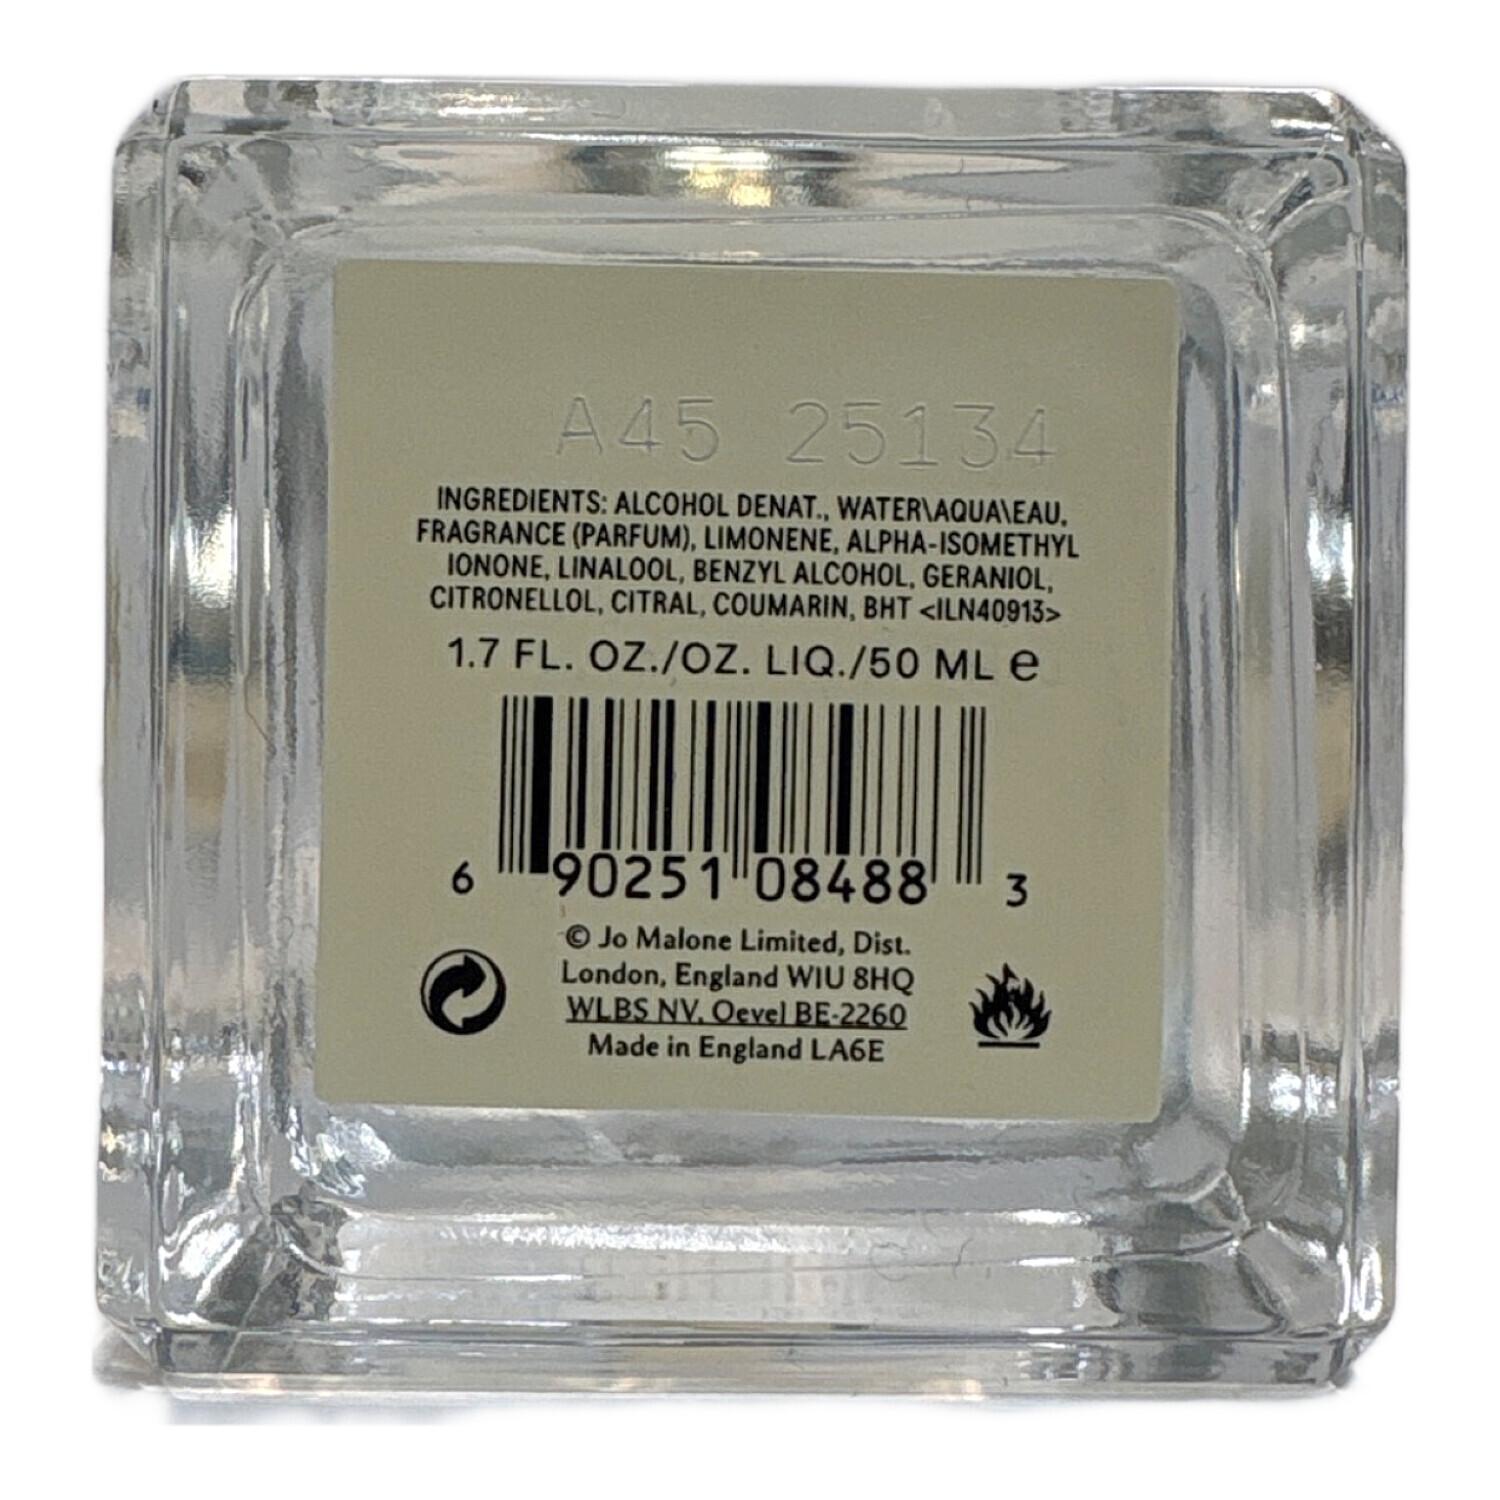 A45 25134
INGREDIENTS: ALCOHOL DENAT., WATER\AQUA\EAU,
FRAGRANCE (PARFUM), LIMONENE, ALPHA-ISOMETHYL
IONONE, LINALOOL, BENZYL ALCOHOL, GERANIOL,
CITRONELLOL, CITRAL, COUMARIN, BHT <ILN40913>
1.7 FL. OZ./OZ. LIQ./50 ML e
6 90251 08488 3
© Jo Malone Limited, Dist.
London, England W1U 8HQ
WLBS NV, Oevel BE-2260
Made in England LA6E